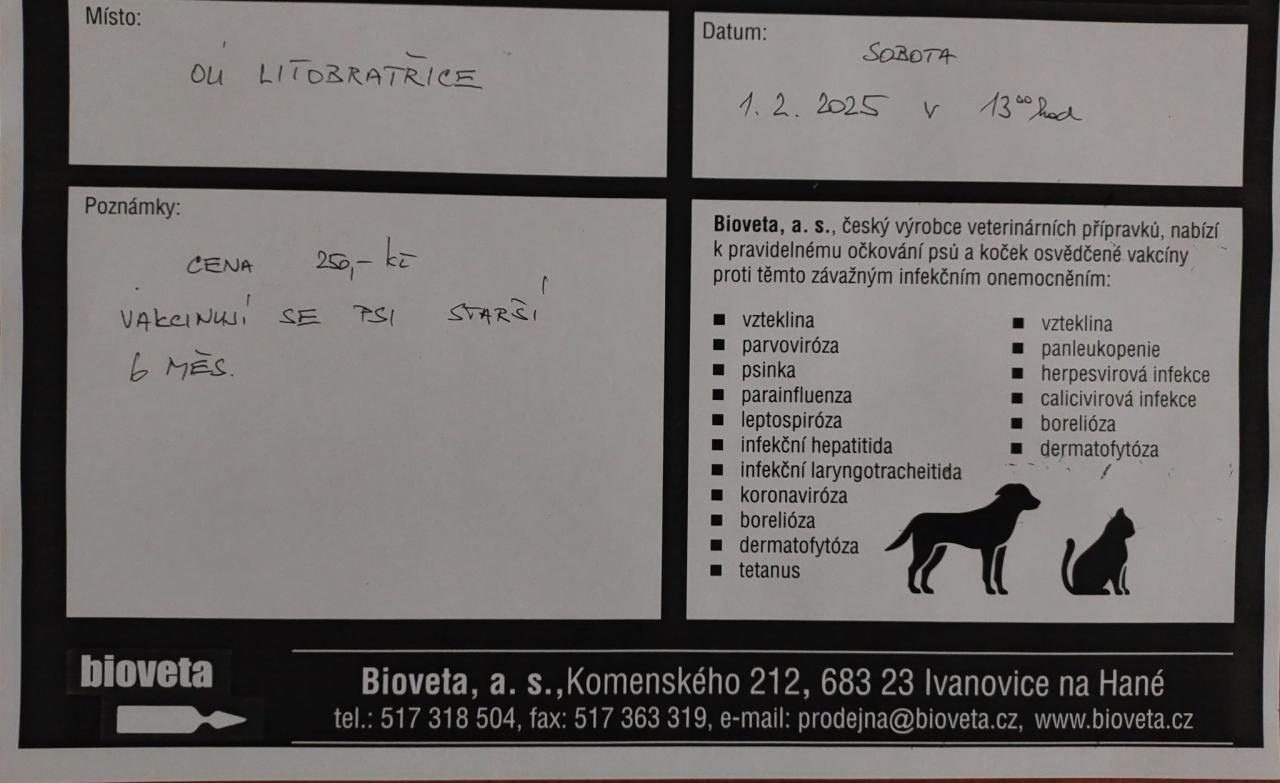 Místo:
OÚ LITOBRATŘICE
Datum:
SOBOTA
1. 2. 2025 v 13⁰⁰ hod
Poznámky:
CENA 250,- kč
VAKCINUJÍ SE PSI STARŠÍ
6 MĚS.
Bioveta, a. s., český výrobce veterinárních přípravků, nabízí
k pravidelnému očkování psů a koček osvědčené vakcíny
proti těmto závažným infekčním onemocněním:
■ vzteklina
■ parvoviróza
■ psinka
■ parainfluenza
■ leptospiróza
■ infekční hepatitida
■ infekční laryngotracheitida
■ koronaviróza
■ borelióza
■ dermatofytóza
■ tetanus
■ vzteklina
■ panleukopenie
■ herpesvirová infekce
■ calicivirová infekce
■ borelióza
■ dermatofytóza
bioveta
Bioveta, a. s.,Komenského 212, 683 23 Ivanovice na Hané
tel.: 517 318 504, fax: 517 363 319, e-mail: prodejna@bioveta.cz, www.bioveta.cz